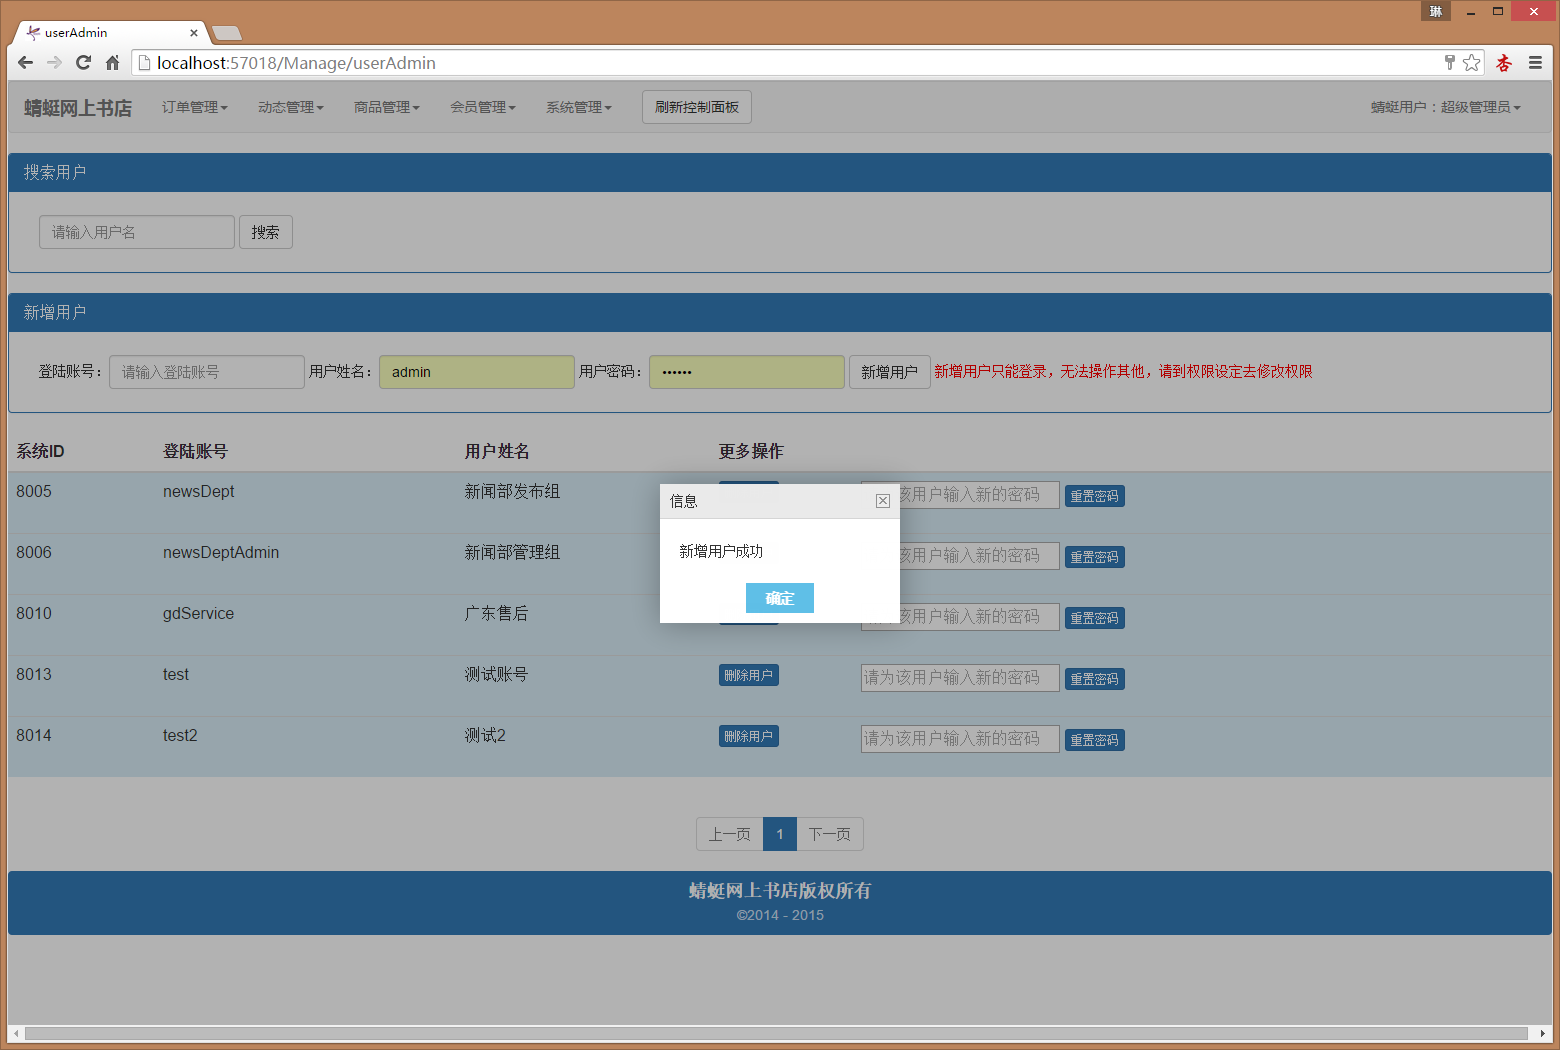 琳
userAdmin
localhost:57018/Manage/userAdmin
杏
蜻蜓网上书店 订单管理 动态管理 商品管理 会员管理 系统管理 刷新控制面板 蜻蜓用户：超级管理员
搜索用户
请输入用户名 搜索
新增用户
登陆账号： 请输入登陆账号 用户姓名： admin 用户密码： •••••• 新增用户 新增用户只能登录，无法操作其他，请到权限设定去修改权限
系统ID 登陆账号 用户姓名 更多操作
8005 newsDept 新闻部发布组 该用户输入新的密码 重置密码
8006 newsDeptAdmin 新闻部管理组 该用户输入新的密码 重置密码
8010 gdService 广东售后 该用户输入新的密码 重置密码
8013 test 测试账号 删除用户 请为该用户输入新的密码 重置密码
8014 test2 测试2 删除用户 请为该用户输入新的密码 重置密码
信息
新增用户成功
确定
上一页 1 下一页
蜻蜓网上书店版权所有
©2014 - 2015